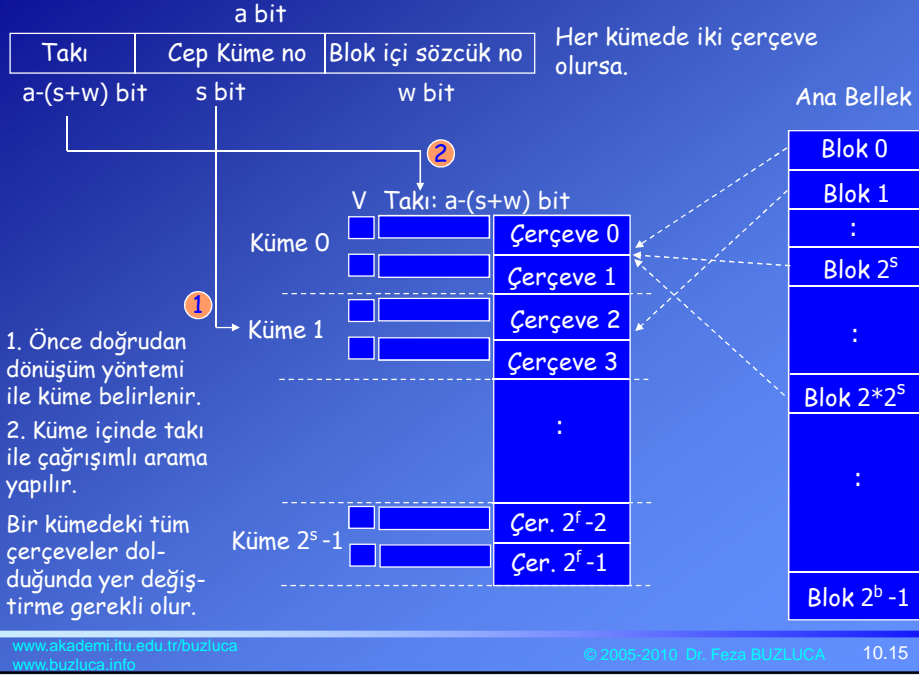 a bit
Takı Cep Küme no Blok içi sözcük no
a-(s+w) bit s bit w bit
Her kümede iki çerçeve
olursa.
Ana Bellek
2
V Takı: a-(s+w) bit
Küme 0
Çerçeve 0
Çerçeve 1
1
Küme 1
Çerçeve 2
Çerçeve 3
:
Küme 2ˢ-1
Çer. 2ᶠ-2
Çer. 2ᶠ-1
Blok 0
Blok 1
:
Blok 2ˢ
:
Blok 2*2ˢ
:
Blok 2ᵇ-1
1. Önce doğrudan
dönüşüm yöntemi
ile küme belirlenir.
2. Küme içinde takı
ile çağrışımlı arama
yapılır.
Bir kümedeki tüm
çerçeveler dol-
duğunda yer değiş-
tirme gerekli olur.
www.akademi.itu.edu.tr/buzluca
www.buzluca.info
© 2005-2010 Dr. Feza BUZLUCA 10.15